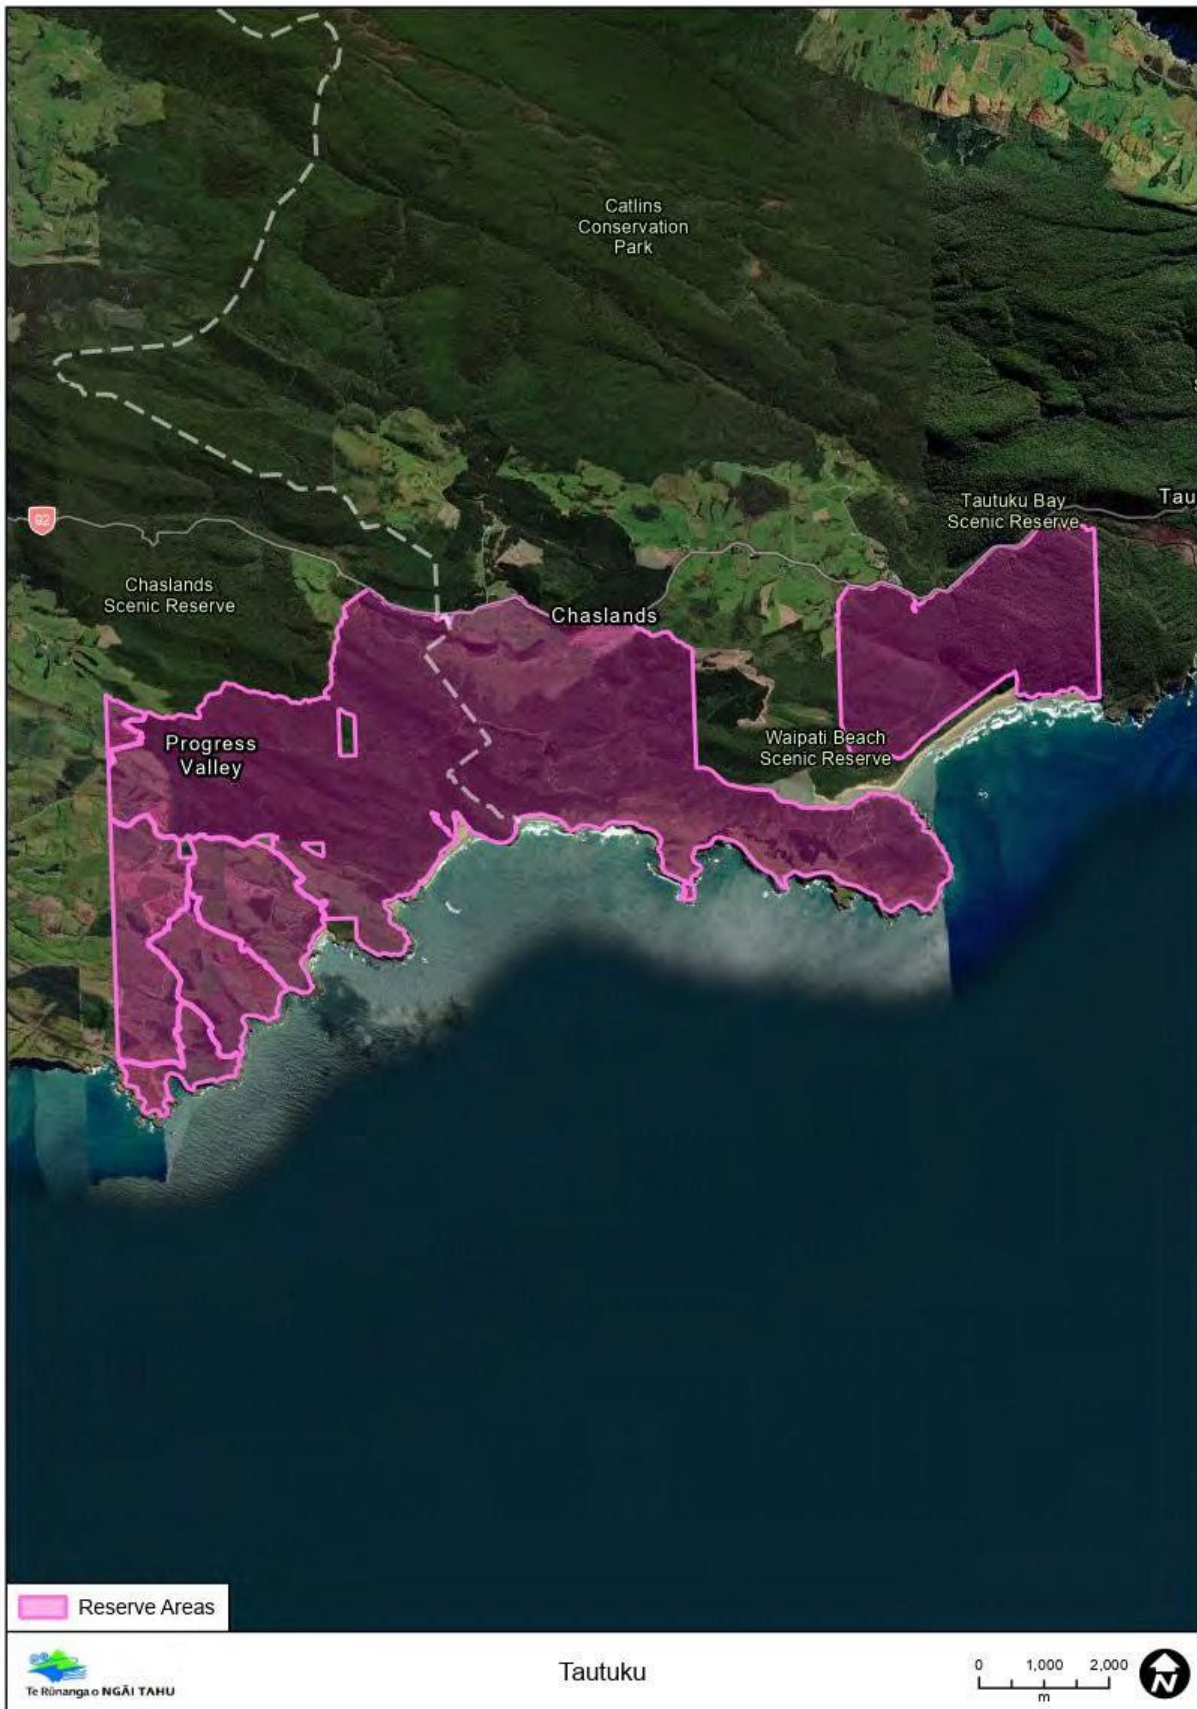 Catlins
Conservation
Park
92
Tautuku Bay
Scenic Reserve
Tau
Chaslands
Scenic Reserve
Chaslands
Progress
Valley
Waipati Beach
Scenic Reserve
Reserve Areas
Te Rūnanga o NGĀI TAHU
Tautuku
0 1,000 2,000
m
N